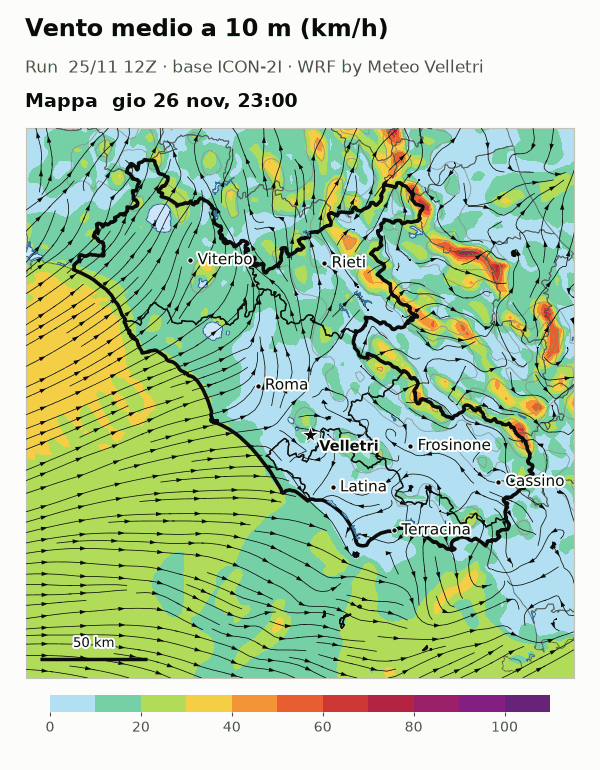 Vento medio a 10 m (km/h)
Run  25/11 12Z · base ICON-2I · WRF by Meteo Velletri
Mappa  gio 26 nov, 23:00
Viterbo
Rieti
Roma
Velletri
Frosinone
Latina
Cassino
Terracina
50 km
0 20 40 60 80 100